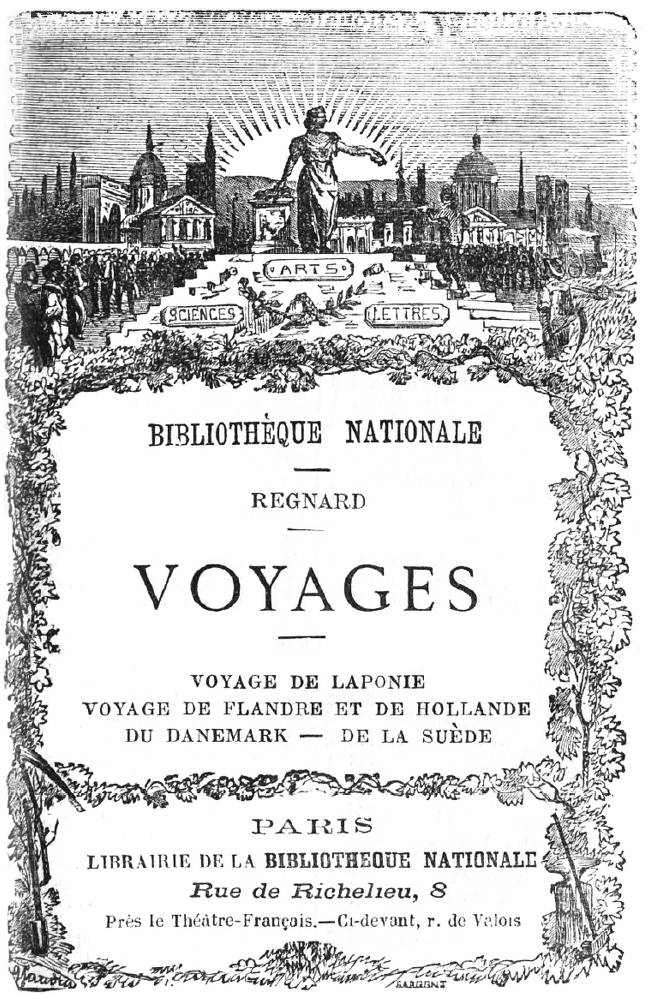 ARTS
SCIENCES
LETTRES
BIBLIOTHÈQUE NATIONALE
REGNARD
VOYAGES
VOYAGE DE LAPONIE
VOYAGE DE FLANDRE ET DE HOLLANDE
DU DANEMARK — DE LA SUÈDE
PARIS
LIBRAIRIE DE LA BIBLIOTHEQUE NATIONALE
Rue de Richelieu, 8
Près le Théâtre-Français.—Ci-devant, r. de Valois
SARGENT